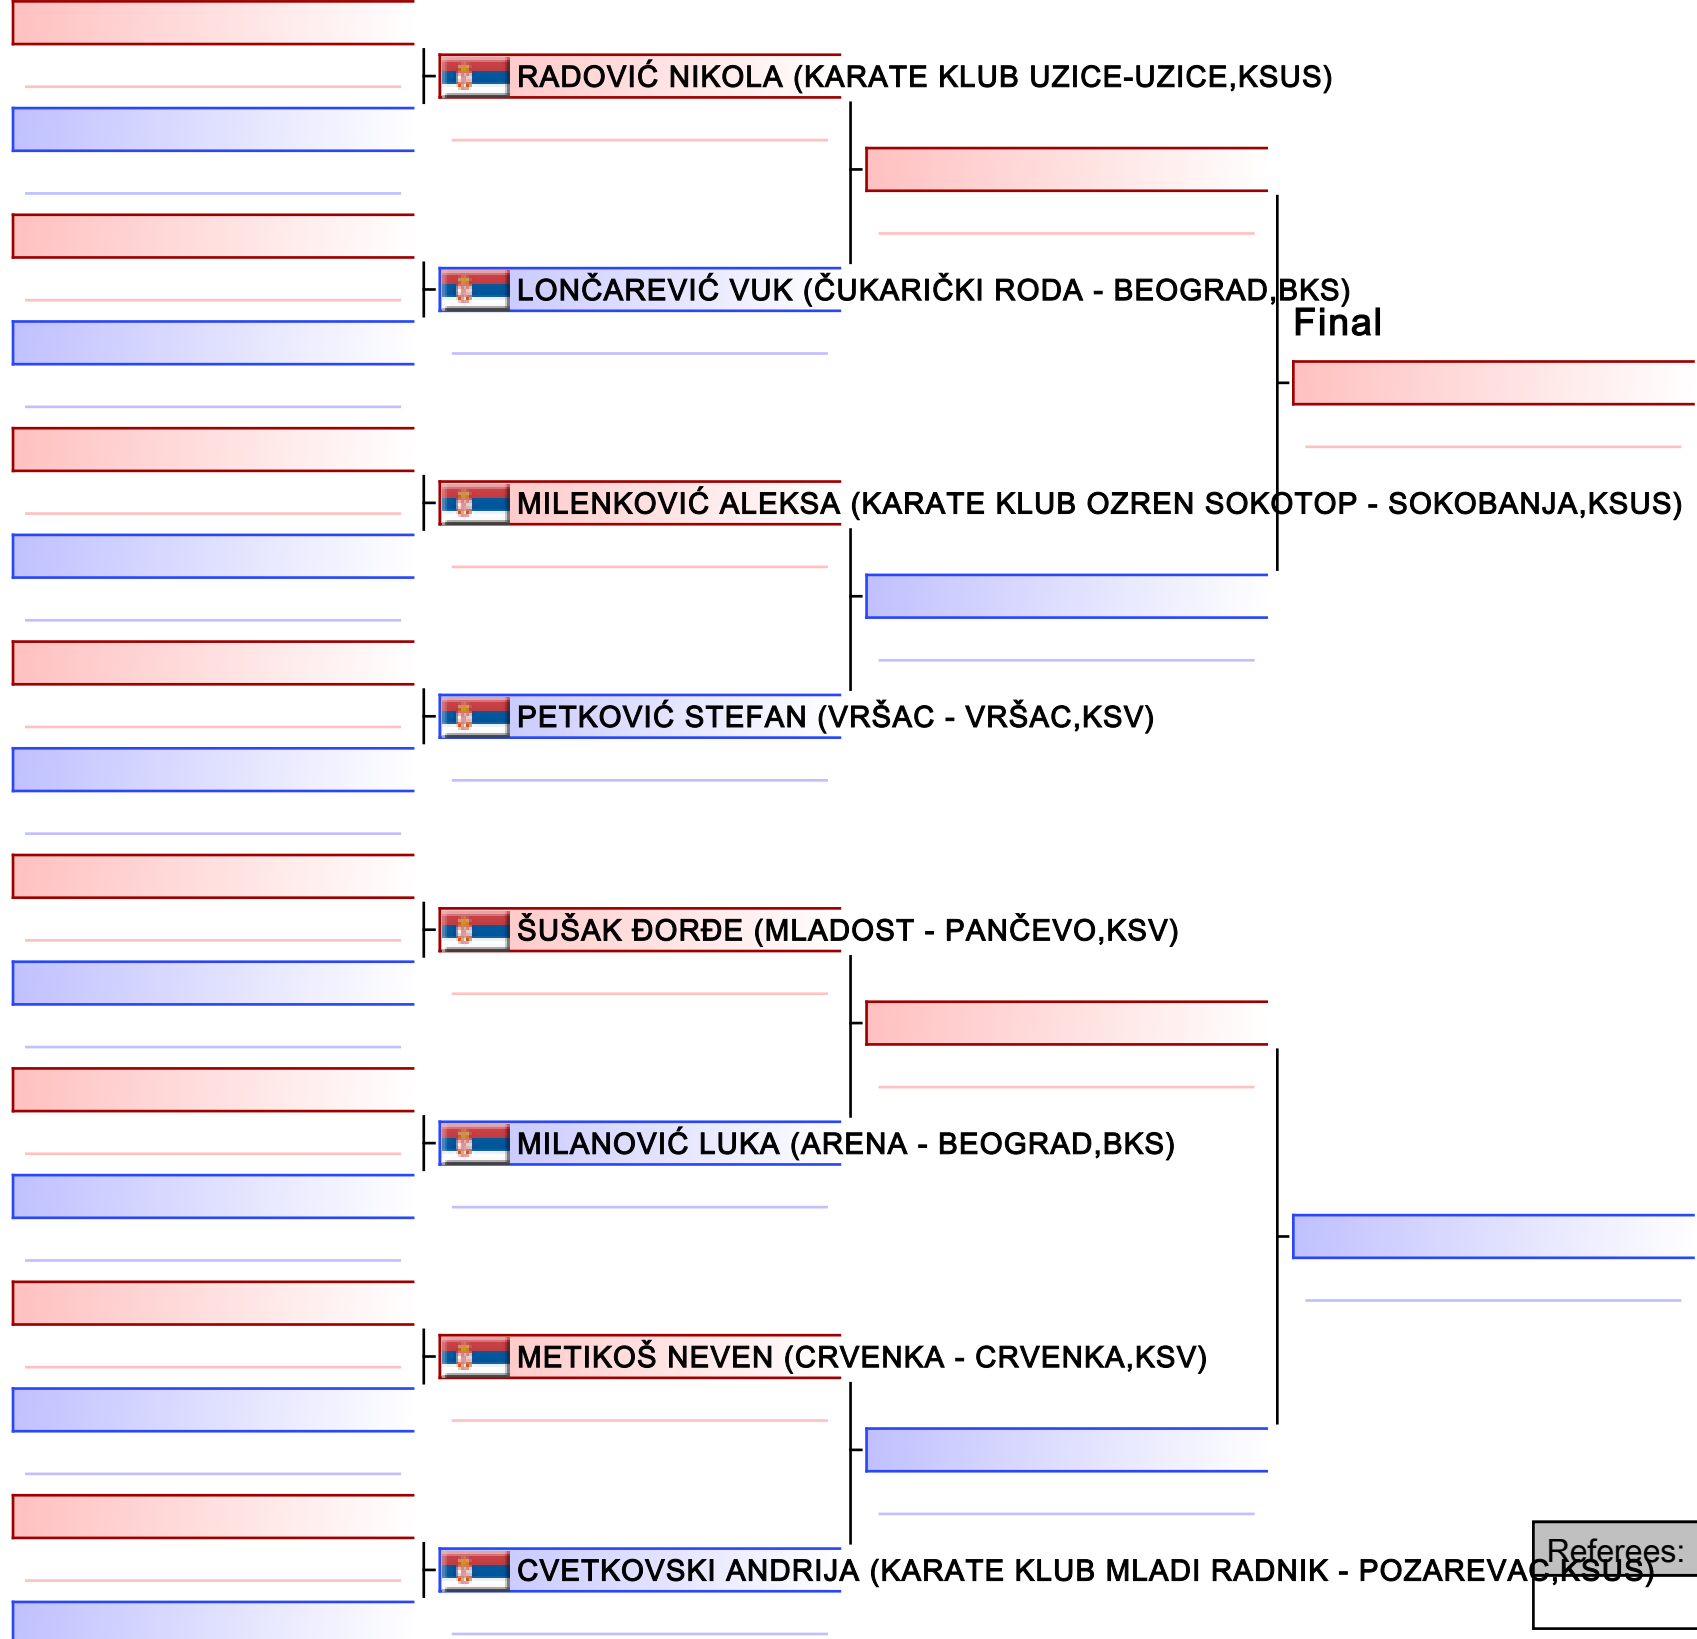 RADOVIĆ NIKOLA (KARATE KLUB UZICE-UZICE,KSUS)
LONČAREVIĆ VUK (ČUKARIČKI RODA - BEOGRAD,BKS)
Final
MILENKOVIĆ ALEKSA (KARATE KLUB OZREN SOKOTOP - SOKOBANJA,KSUS)
PETKOVIĆ STEFAN (VRŠAC - VRŠAC,KSV)
ŠUŠAK ĐORĐE (MLADOST - PANČEVO,KSV)
MILANOVIĆ LUKA (ARENA - BEOGRAD,BKS)
METIKOŠ NEVEN (CRVENKA - CRVENKA,KSV)
Referees:
CVETKOVSKI ANDRIJA (KARATE KLUB MLADI RADNIK - POZAREVAC,KSUS)